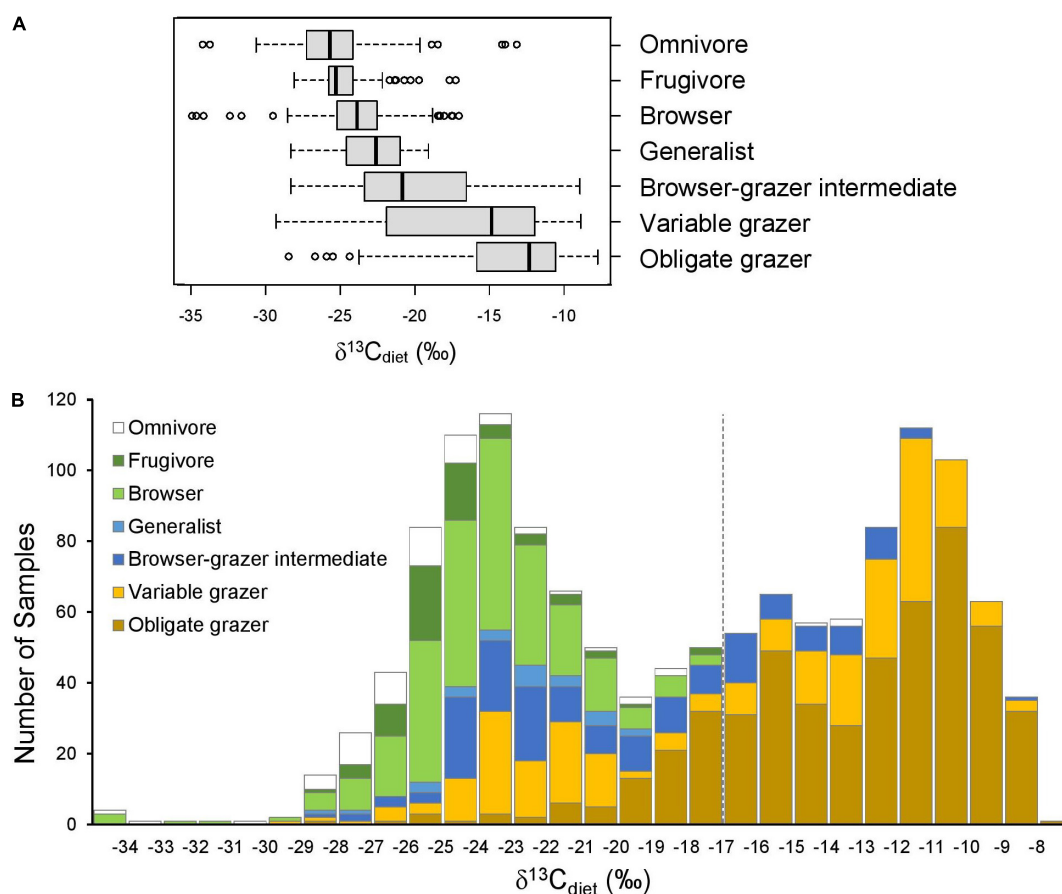 A
Omnivore
Frugivore
Browser
Generalist
Browser-grazer intermediate
Variable grazer
Obligate grazer
-35 -30 -25 -20 -15 -10
δ¹³C_diet (‰)
B
120
100
80
60
40
20
0
Number of Samples
Omnivore
Frugivore
Browser
Generalist
Browser-grazer intermediate
Variable grazer
Obligate grazer
-34 -33 -32 -31 -30 -29 -28 -27 -26 -25 -24 -23 -22 -21 -20 -19 -18 -17 -16 -15 -14 -13 -12 -11 -10 -9 -8
δ¹³C_diet (‰)